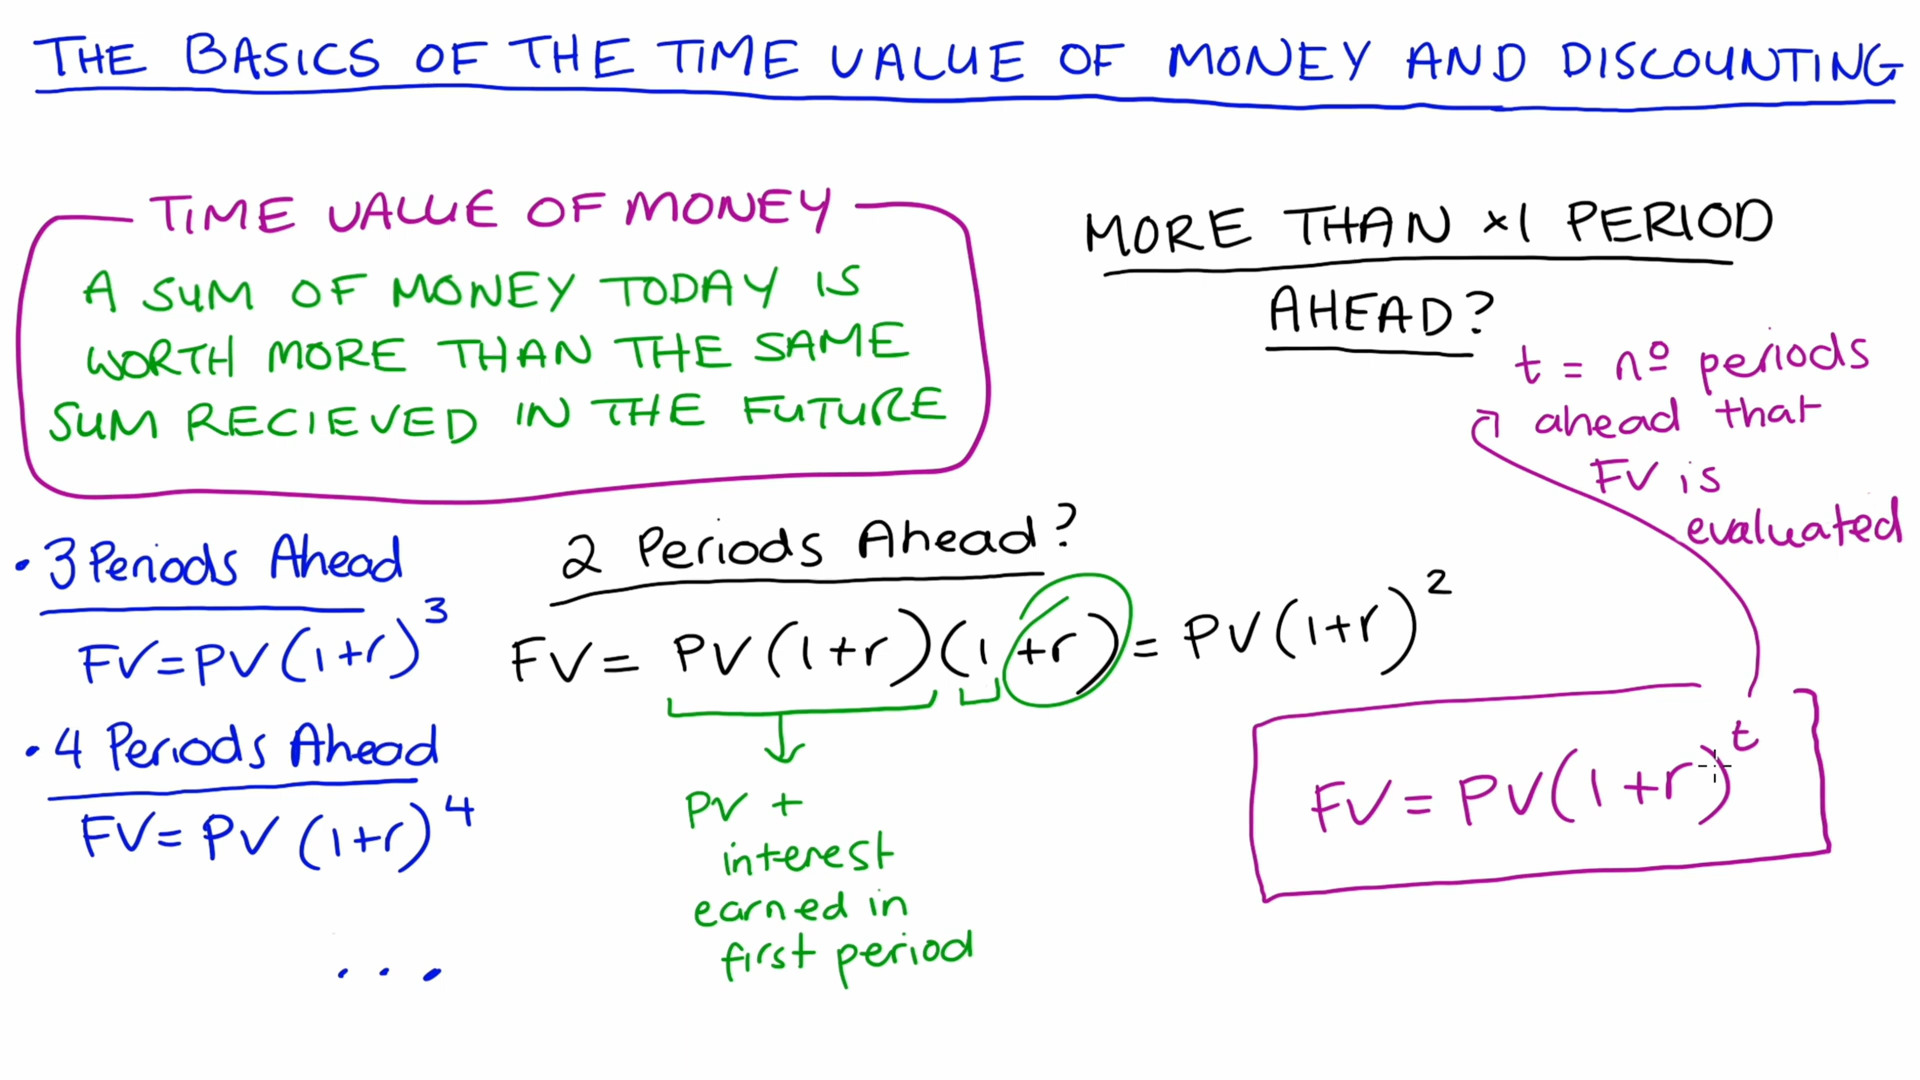 THE BASICS OF THE TIME VALUE OF MONEY AND DISCOUNTING
TIME VALUE OF MONEY
A SUM OF MONEY TODAY IS
WORTH MORE THAN THE SAME
SUM RECIEVED IN THE FUTURE
MORE THAN ×1 PERIOD
AHEAD?
t = nº periods
ahead that
FV is
evaluated
• 3 Periods Ahead
FV=PV(1+r)³
• 4 Periods Ahead
FV=PV(1+r)⁴
...
2 Periods Ahead?
FV= PV(1+r)(1+r)=PV(1+r)²
PV +
interest
earned in
first period
FV=PV(1+r)ᵗ